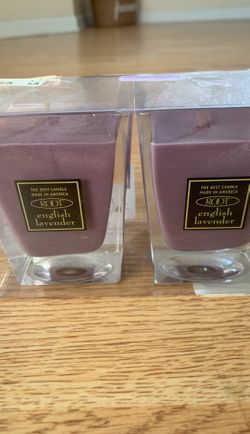 THE BEST CANDLE
MADE IN AMERICA
ROOT
english
lavender
THE BEST CANDLE
MADE IN AMERICA
ROOT
english
lavender